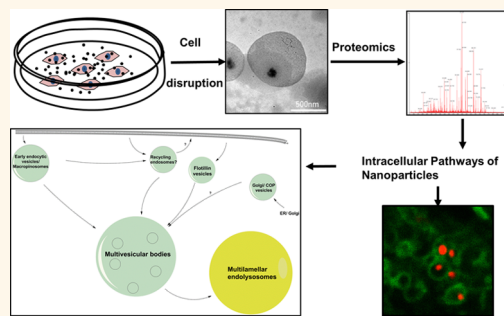 Cell
disruption
500nm
Proteomics
Intracellular Pathways of
Nanoparticles
Early endocytic
vesicles/
Macropinosomes
Recycling
endosomes?
?
Flotillin
vesicles
Golgi/ COP
vesicles
?
ER/ Golgi
Multivesicular bodies
Multilamellar
endolysosomes